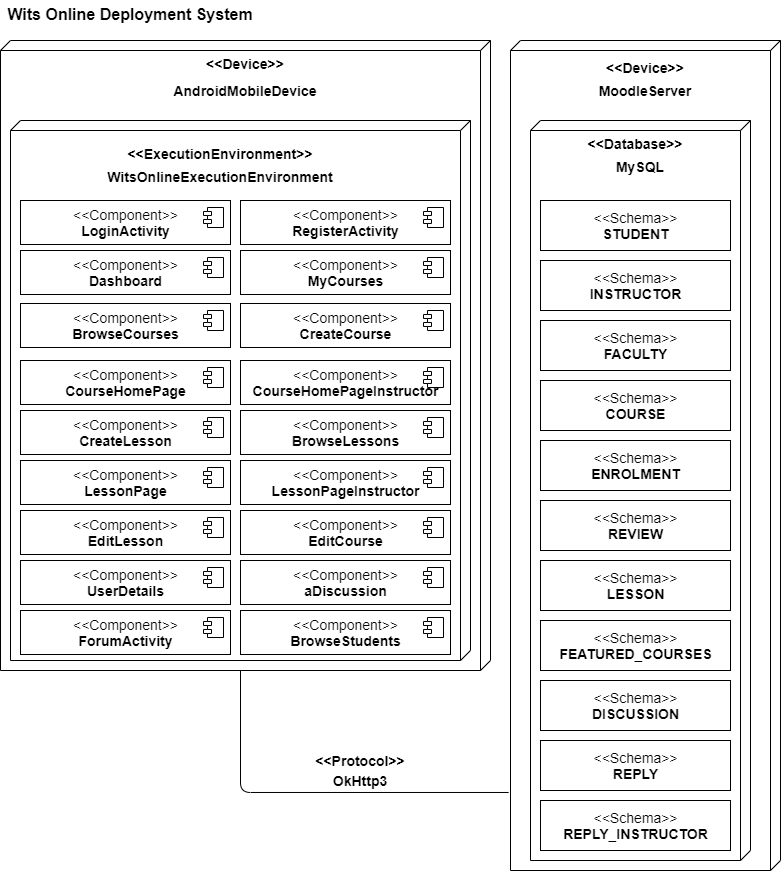 Wits Online Deployment System
<<Device>>
AndroidMobileDevice
<<ExecutionEnvironment>>
WitsOnlineExecutionEnvironment
<<Component>>
LoginActivity
<<Component>>
RegisterActivity
<<Component>>
Dashboard
<<Component>>
MyCourses
<<Component>>
BrowseCourses
<<Component>>
CreateCourse
<<Component>>
CourseHomePage
<<Component>>
CourseHomePageInstructor
<<Component>>
CreateLesson
<<Component>>
BrowseLessons
<<Component>>
LessonPage
<<Component>>
LessonPageInstructor
<<Component>>
EditLesson
<<Component>>
EditCourse
<<Component>>
UserDetails
<<Component>>
aDiscussion
<<Component>>
ForumActivity
<<Component>>
BrowseStudents
<<Protocol>>
OkHttp3
<<Device>>
MoodleServer
<<Database>>
MySQL
<<Schema>>
STUDENT
<<Schema>>
INSTRUCTOR
<<Schema>>
FACULTY
<<Schema>>
COURSE
<<Schema>>
ENROLMENT
<<Schema>>
REVIEW
<<Schema>>
LESSON
<<Schema>>
FEATURED_COURSES
<<Schema>>
DISCUSSION
<<Schema>>
REPLY
<<Schema>>
REPLY_INSTRUCTOR